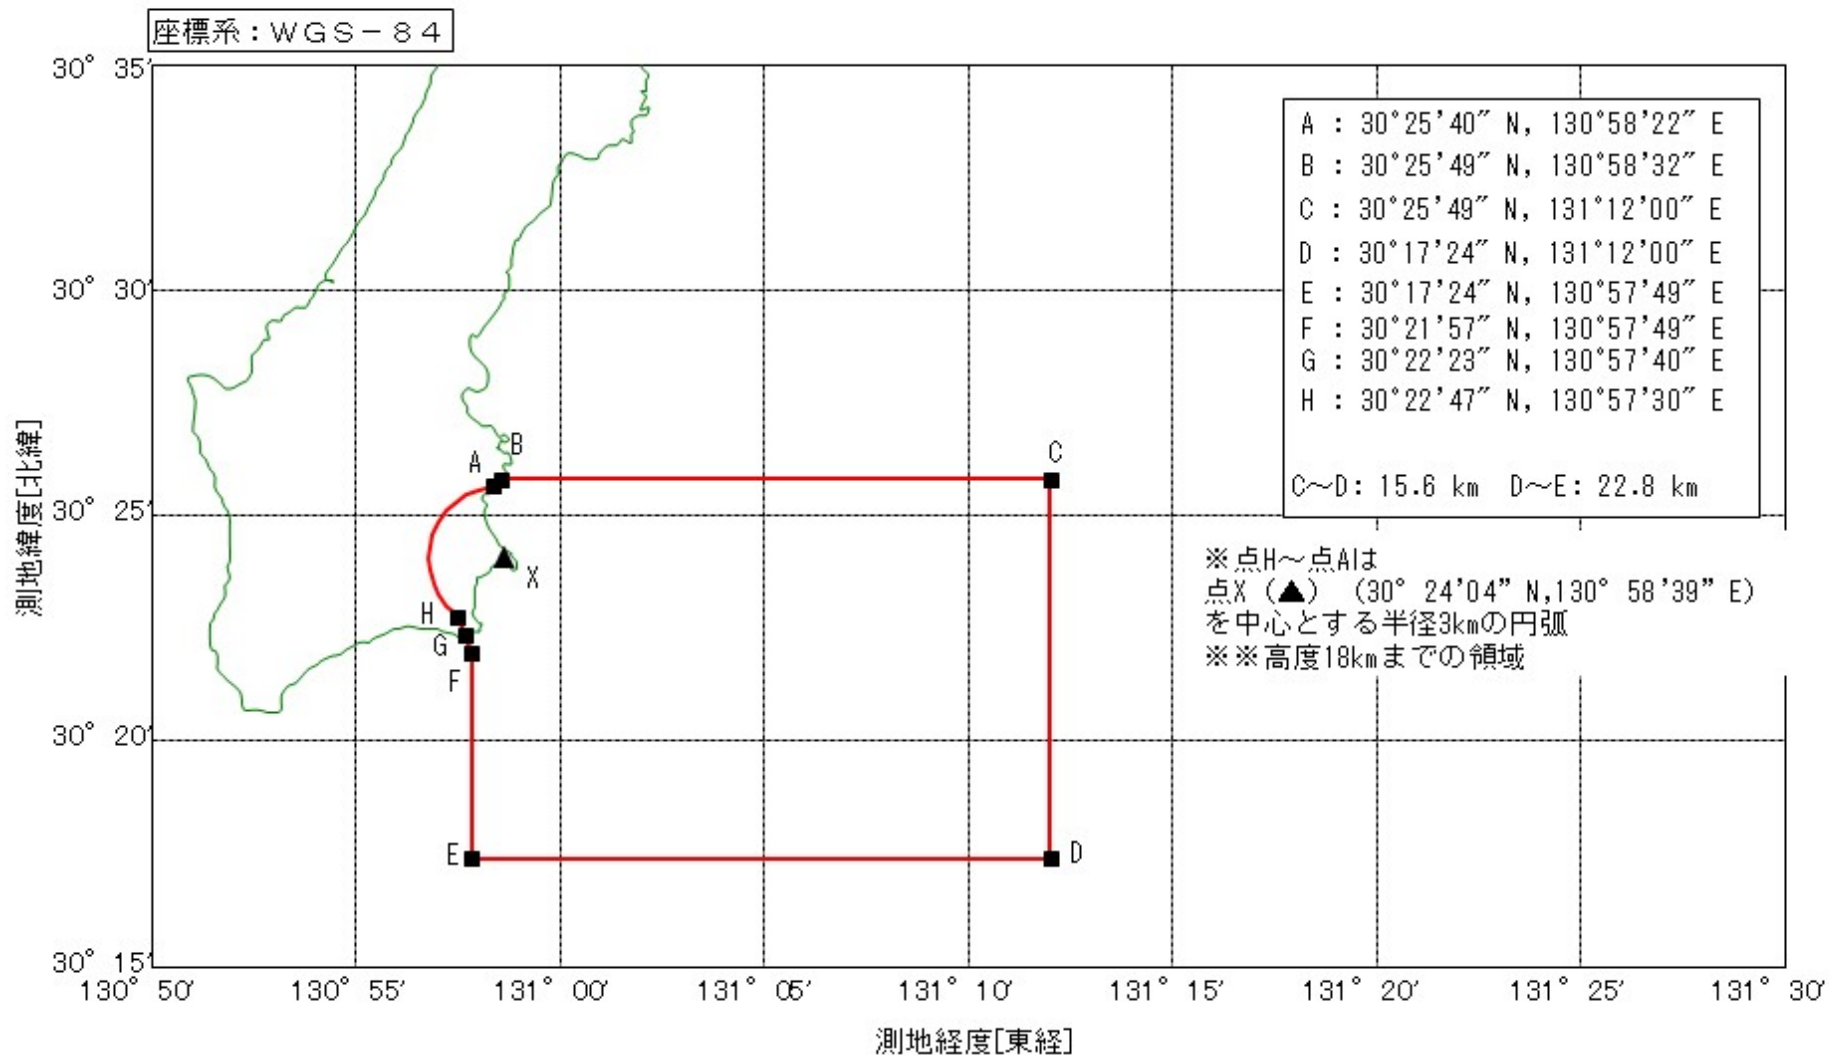 座標系：ＷＧＳ－８４
30° 35′
30° 30′
30° 25′
30° 20′
30° 15′
測地緯度[北緯]
A : 30°25’40” N, 130°58’22” E
B : 30°25’49” N, 130°58’32” E
C : 30°25’49” N, 131°12’00” E
D : 30°17’24” N, 131°12’00” E
E : 30°17’24” N, 130°57’49” E
F : 30°21’57” N, 130°57’49” E
G : 30°22’23” N, 130°57’40” E
H : 30°22’47” N, 130°57’30” E
C～D: 15.6 km D～E: 22.8 km
A
B
C
X
H
G
F
E
D
※点H～点Aは
点X（▲）（30° 24’04” N,130° 58’39” E）
を中心とする半径3kmの円弧
※※高度18kmまでの領域
130° 50′
130° 55′
131° 00′
131° 05′
131° 10′
131° 15′
131° 20′
131° 25′
131° 30′
測地経度[東経]